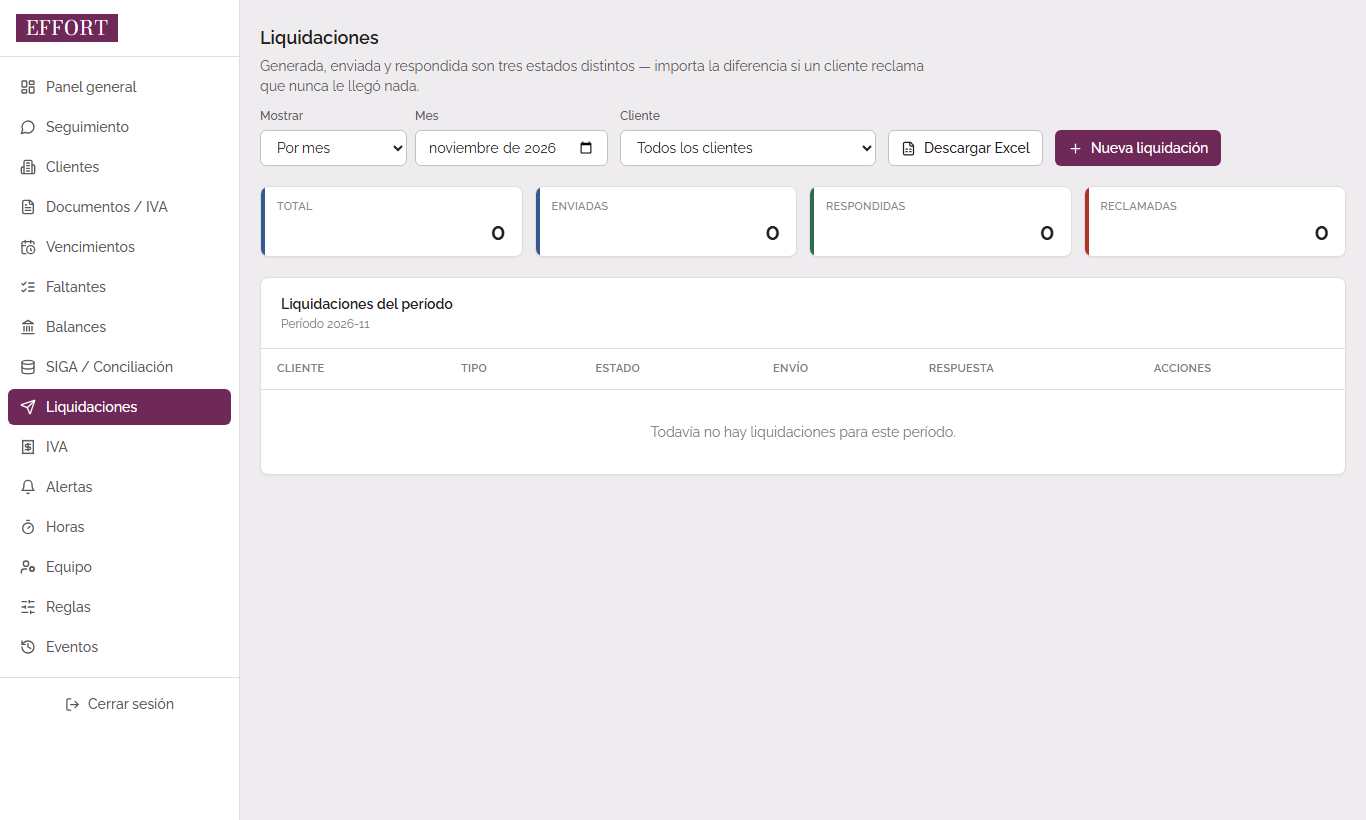 EFFORT
Panel general
Seguimiento
Clientes
Documentos / IVA
Vencimientos
Faltantes
Balances
SIGA / Conciliación
Liquidaciones
IVA
Alertas
Horas
Equipo
Reglas
Eventos
Cerrar sesión
Liquidaciones
Generada, enviada y respondida son tres estados distintos — importa la diferencia si un cliente reclama
que nunca le llegó nada.
Mostrar
Mes
Cliente
Por mes
noviembre de 2026
Todos los clientes
Descargar Excel
Nueva liquidación
TOTAL
0
ENVIADAS
0
RESPONDIDAS
0
RECLAMADAS
0
Liquidaciones del período
Período 2026-11
CLIENTE TIPO ESTADO ENVÍO RESPUESTA ACCIONES
Todavía no hay liquidaciones para este período.